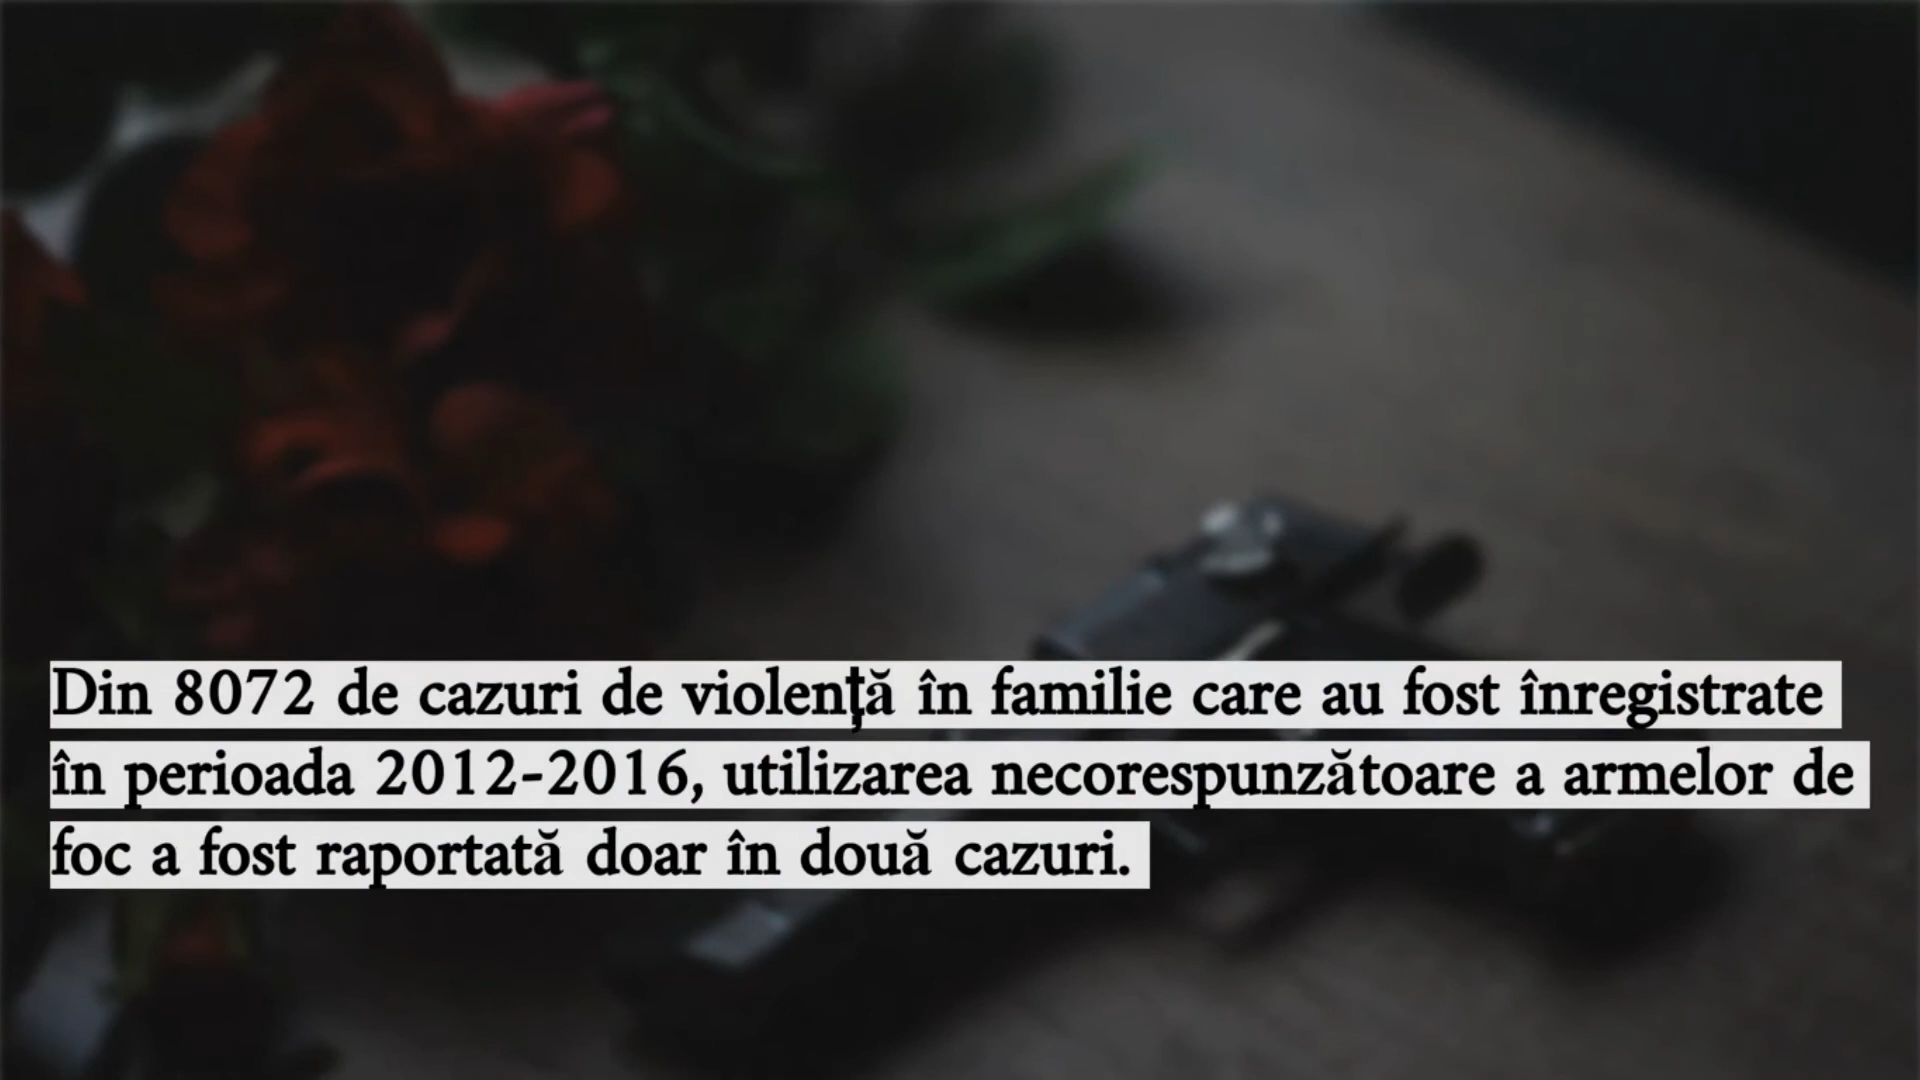 Din 8072 de cazuri de violență în familie care au fost înregistrate
în perioada 2012-2016, utilizarea necorespunzătoare a armelor de
foc a fost raportată doar în două cazuri.